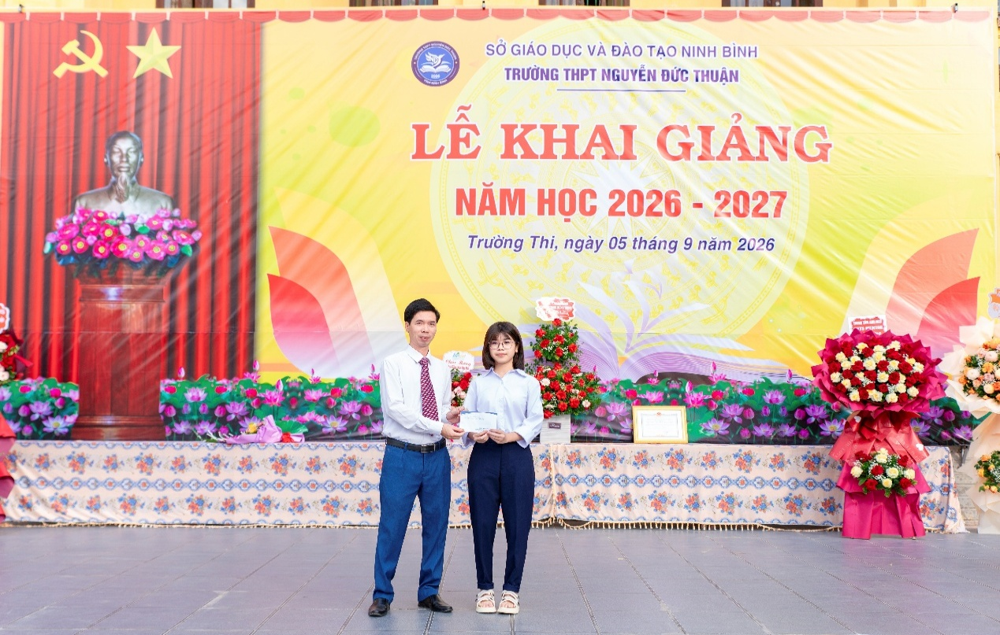 SỞ GIÁO DỤC VÀ ĐÀO TẠO NINH BÌNH
TRƯỜNG THPT NGUYỄN ĐỨC THUẬN
LỄ KHAI GIẢNG
NĂM HỌC 2026 - 2027
Trường Thi, ngày 05 tháng 9 năm 2026